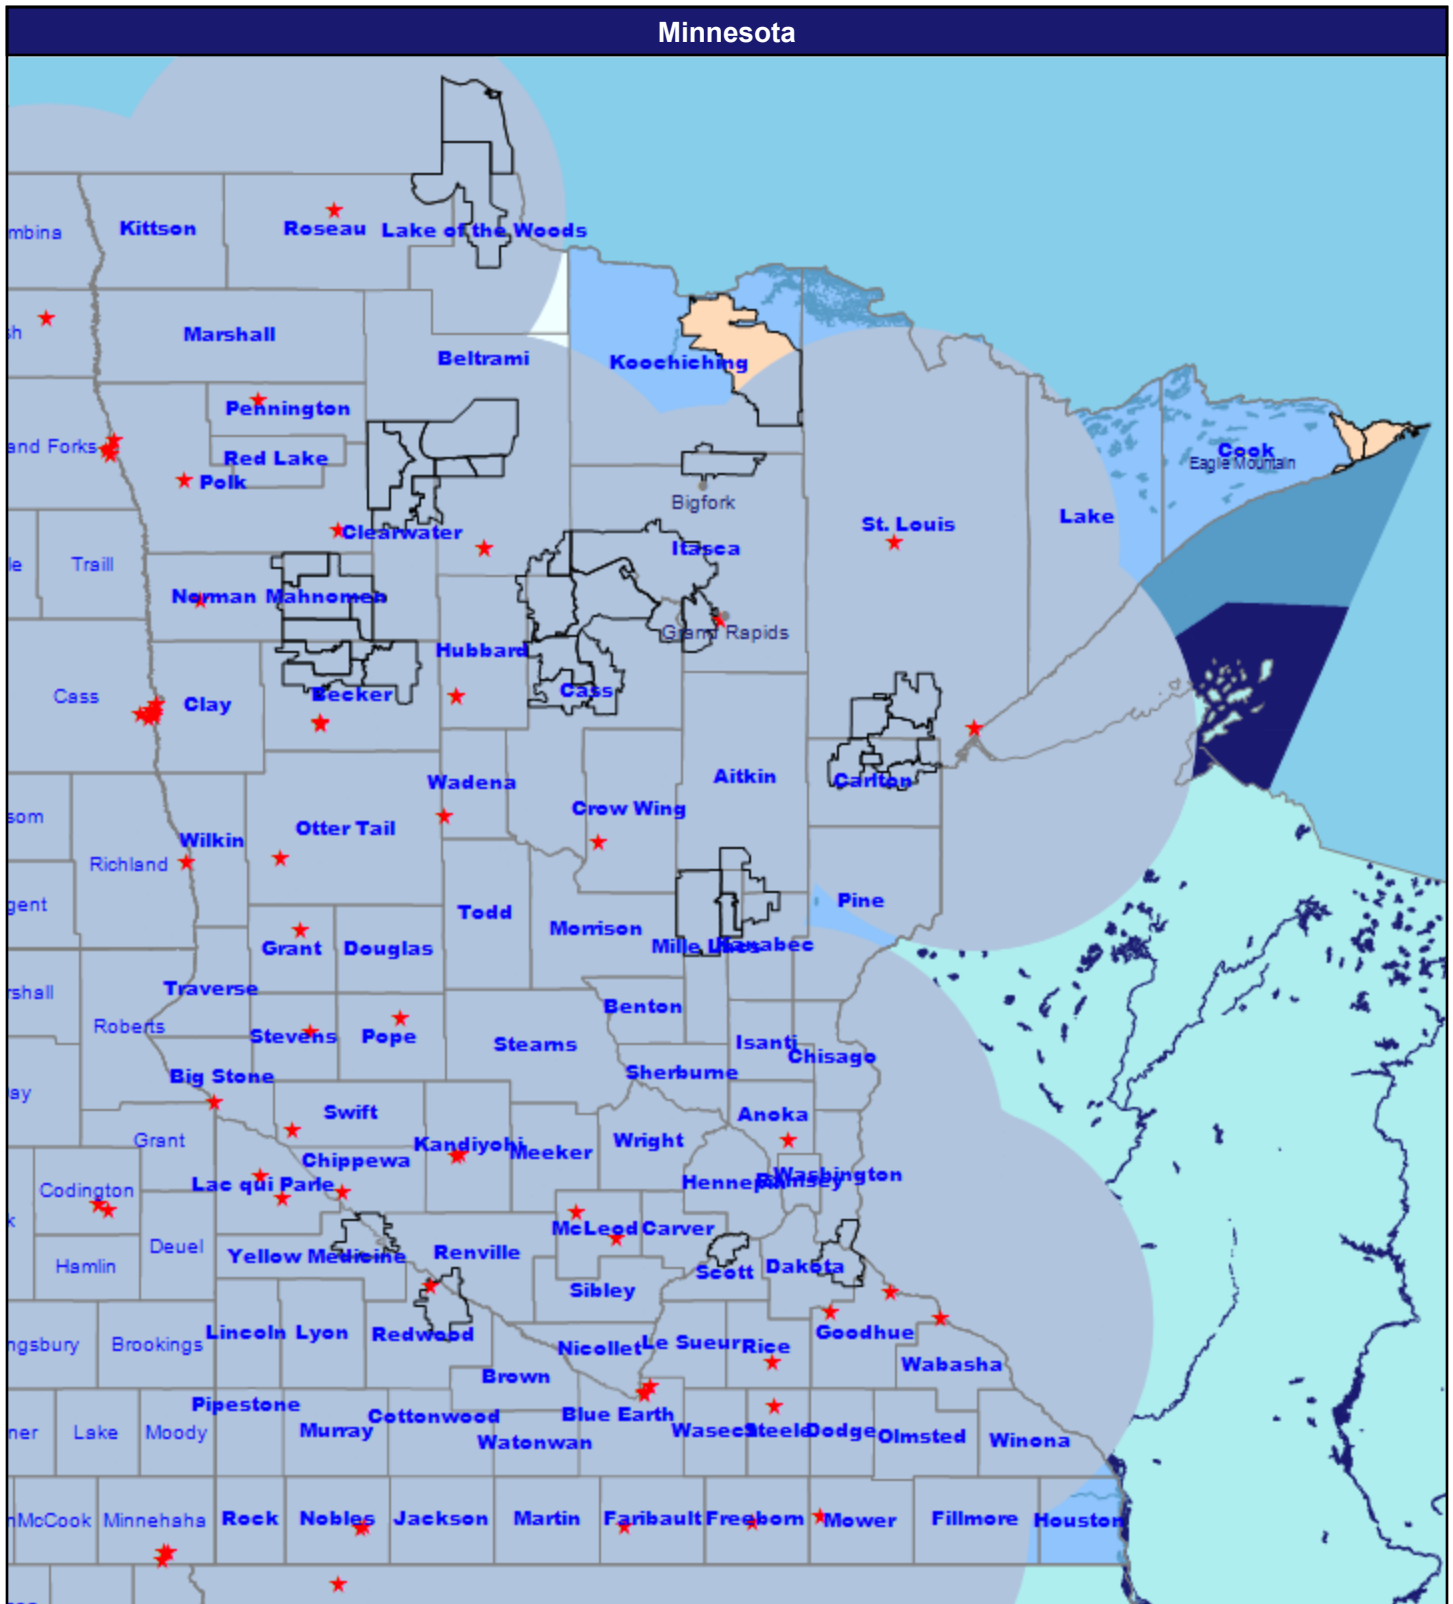 Minnesota
mbina
Kittson
Roseau
Lake of the Woods
sh
Marshall
Beltrami
Koochiching
Pennington
and Forks
Red Lake
Polk
Cook
Eagle Mountain
Bigfork
Lake
St. Louis
Clearwater
Itasca
le
Traill
Norman
Mahnomen
Grand Rapids
Hubbard
Cass
Clay
Becker
Cass
Wadena
Aitkin
Carlton
som
Otter Tail
Crow Wing
Wilkin
Richland
gent
Todd
Pine
Morrison
Grant
Douglas
Mille Lacs
Kanabec
rshall
Traverse
Roberts
Stevens
Pope
Benton
Stearns
Isanti
Chisago
Big Stone
Sherburne
ay
Swift
Anoka
Grant
Kandiyohi
Meeker
Wright
Chippewa
Codington
Lac qui Parle
Hennepin
Ramsey
Washington
McLeod
Carver
Deuel
Yellow Medicine
Renville
Hamlin
Scott
Dakota
Sibley
ngsbury
Brookings
Lincoln
Lyon
Redwood
Nicollet
Le Sueur
Rice
Goodhue
Wabasha
Brown
Pipestone
Cottonwood
Blue Earth
ner
Lake
Moody
Murray
Watonwan
Waseca
Steele
Dodge
Olmsted
Winona
McCook
Minnehaha
Rock
Nobles
Jackson
Martin
Faribault
Freeborn
Mower
Fillmore
Houston